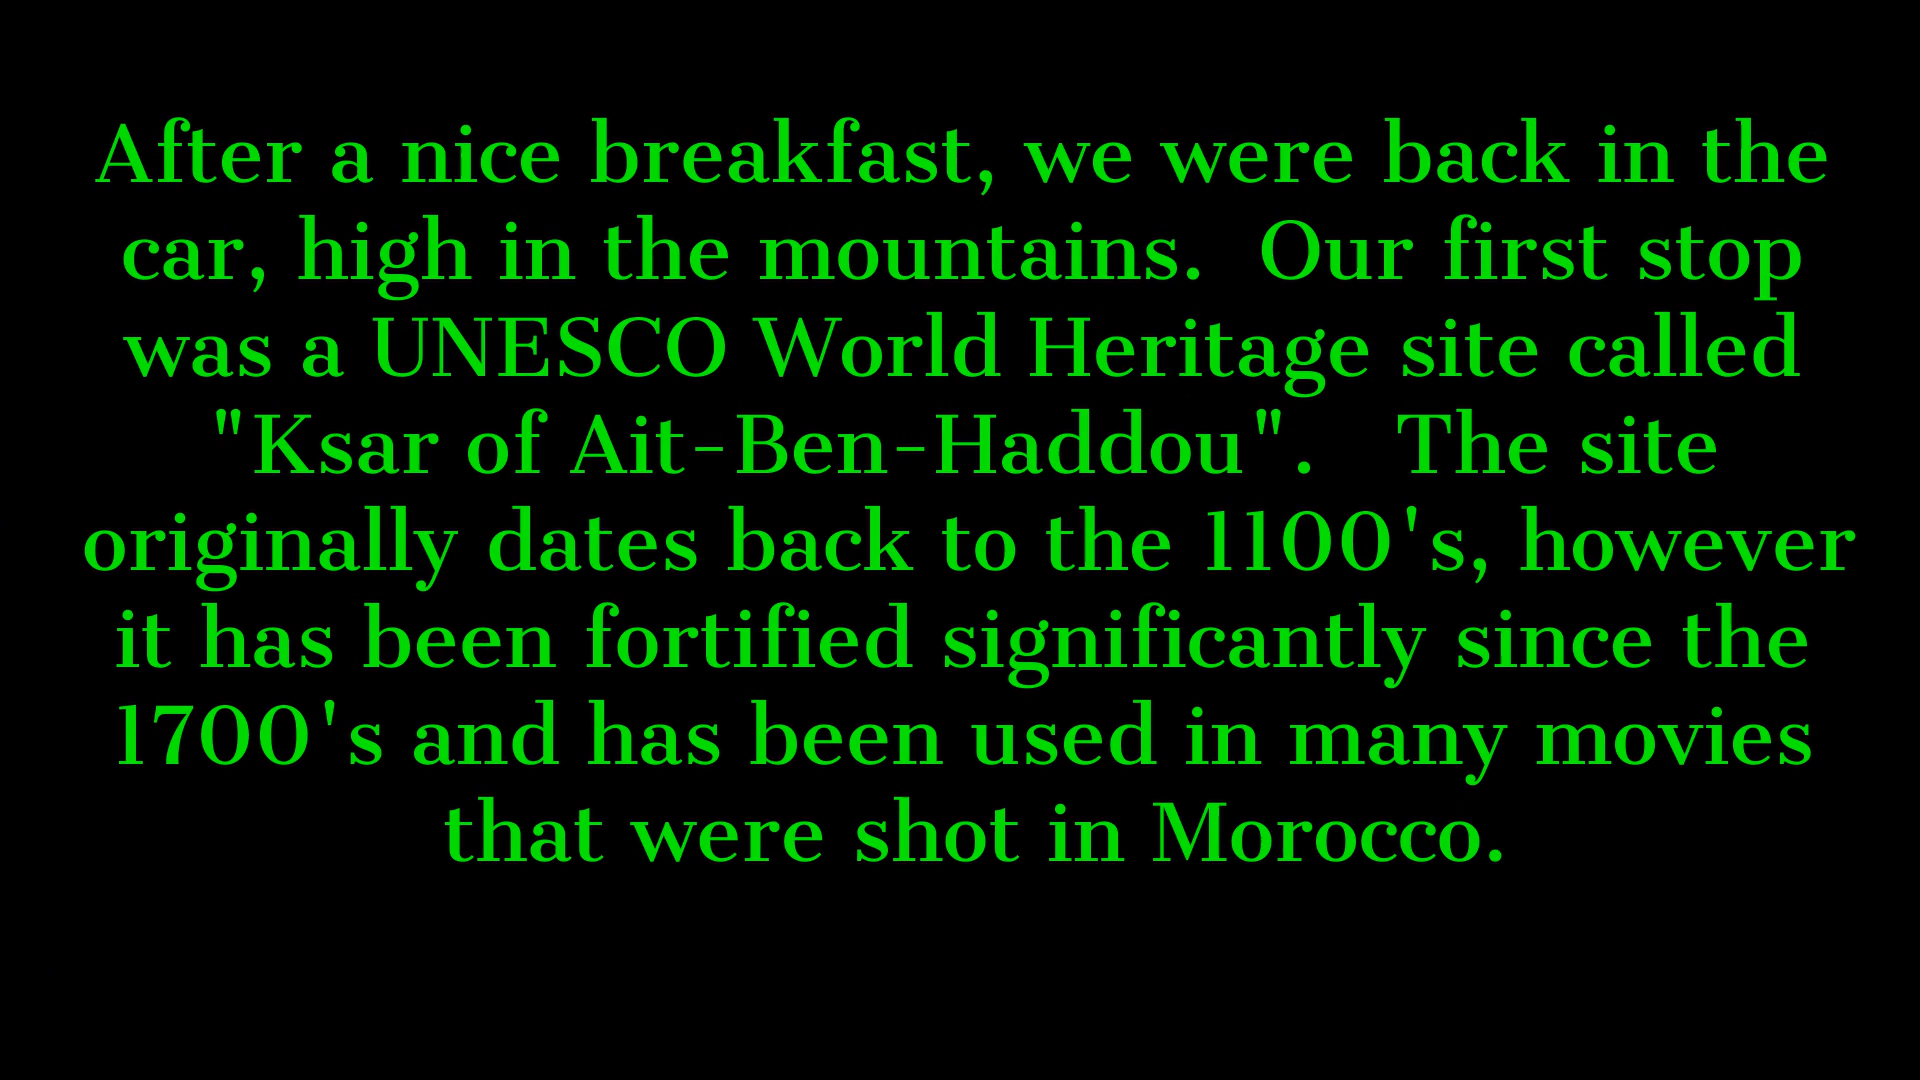 After a nice breakfast, we were back in the
car, high in the mountains.  Our first stop
was a UNESCO World Heritage site called
"Ksar of Ait-Ben-Haddou".   The site
originally dates back to the 1100's, however
it has been fortified significantly since the
1700's and has been used in many movies
that were shot in Morocco.